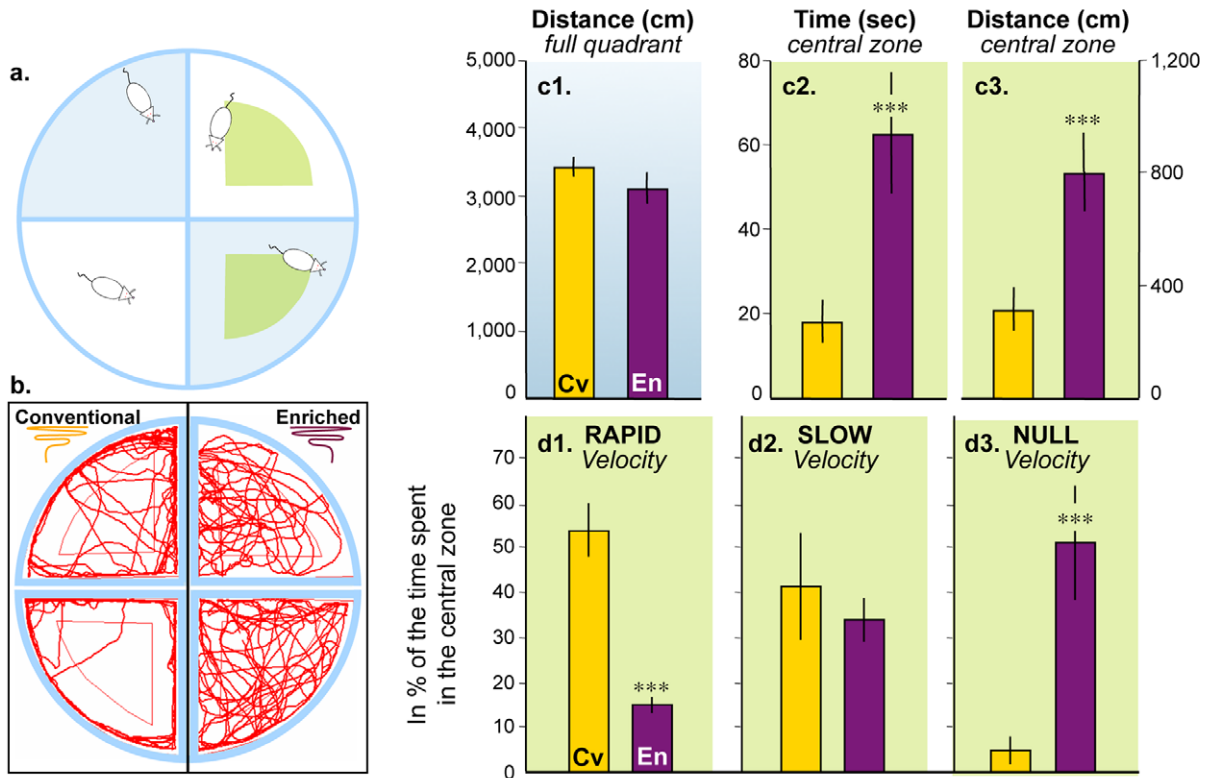 a.
b.
Conventional
Enriched
Distance (cm)
full quadrant
5,000
4,000
3,000
2,000
1,000
0
c1.
Cv
En
Time (sec)
central zone
80
60
40
20
0
c2.
***
Distance (cm)
central zone
c3.
***
1,200
800
400
0
In % of the time spent
in the central zone
70
60
50
40
30
20
10
0
d1. RAPID
Velocity
***
Cv
En
d2. SLOW
Velocity
d3. NULL
Velocity
***